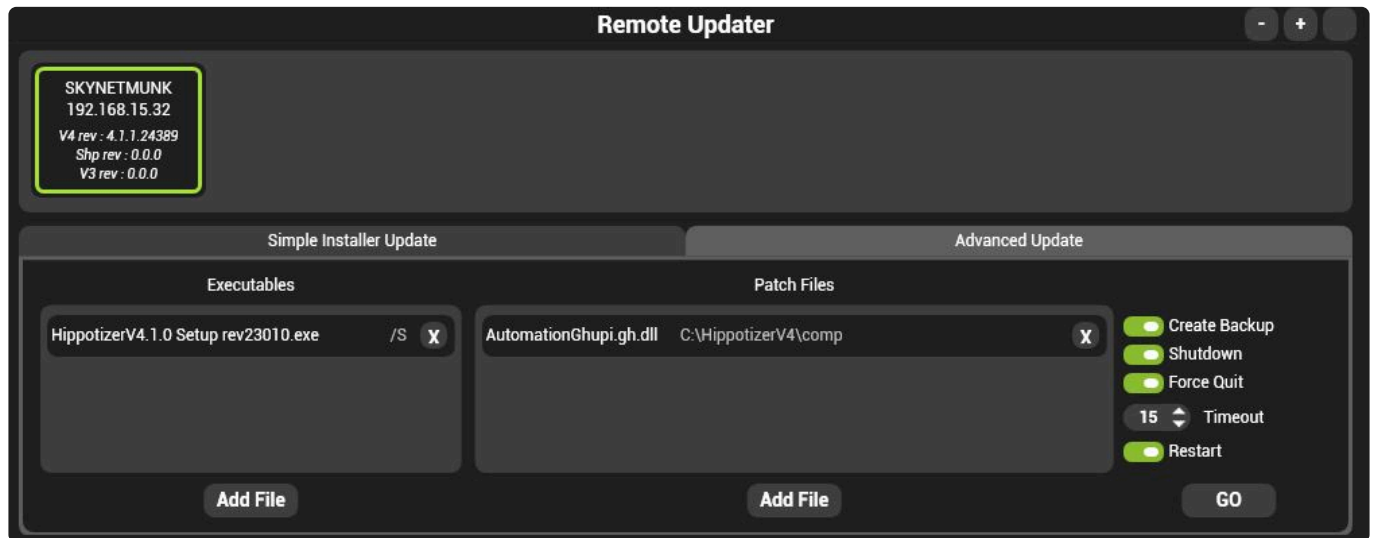 Remote Updater
- +
SKYNETMUNK
192.168.15.32
V4 rev : 4.1.1.24389
Shp rev : 0.0.0
V3 rev : 0.0.0
Simple Installer Update
Advanced Update
Executables
HippotizerV4.1.0 Setup rev23010.exe /S X
Add File
Patch Files
AutomationGhupi.gh.dll C:\HippotizerV4\comp X
Add File
Create Backup
Shutdown
Force Quit
15 Timeout
Restart
GO